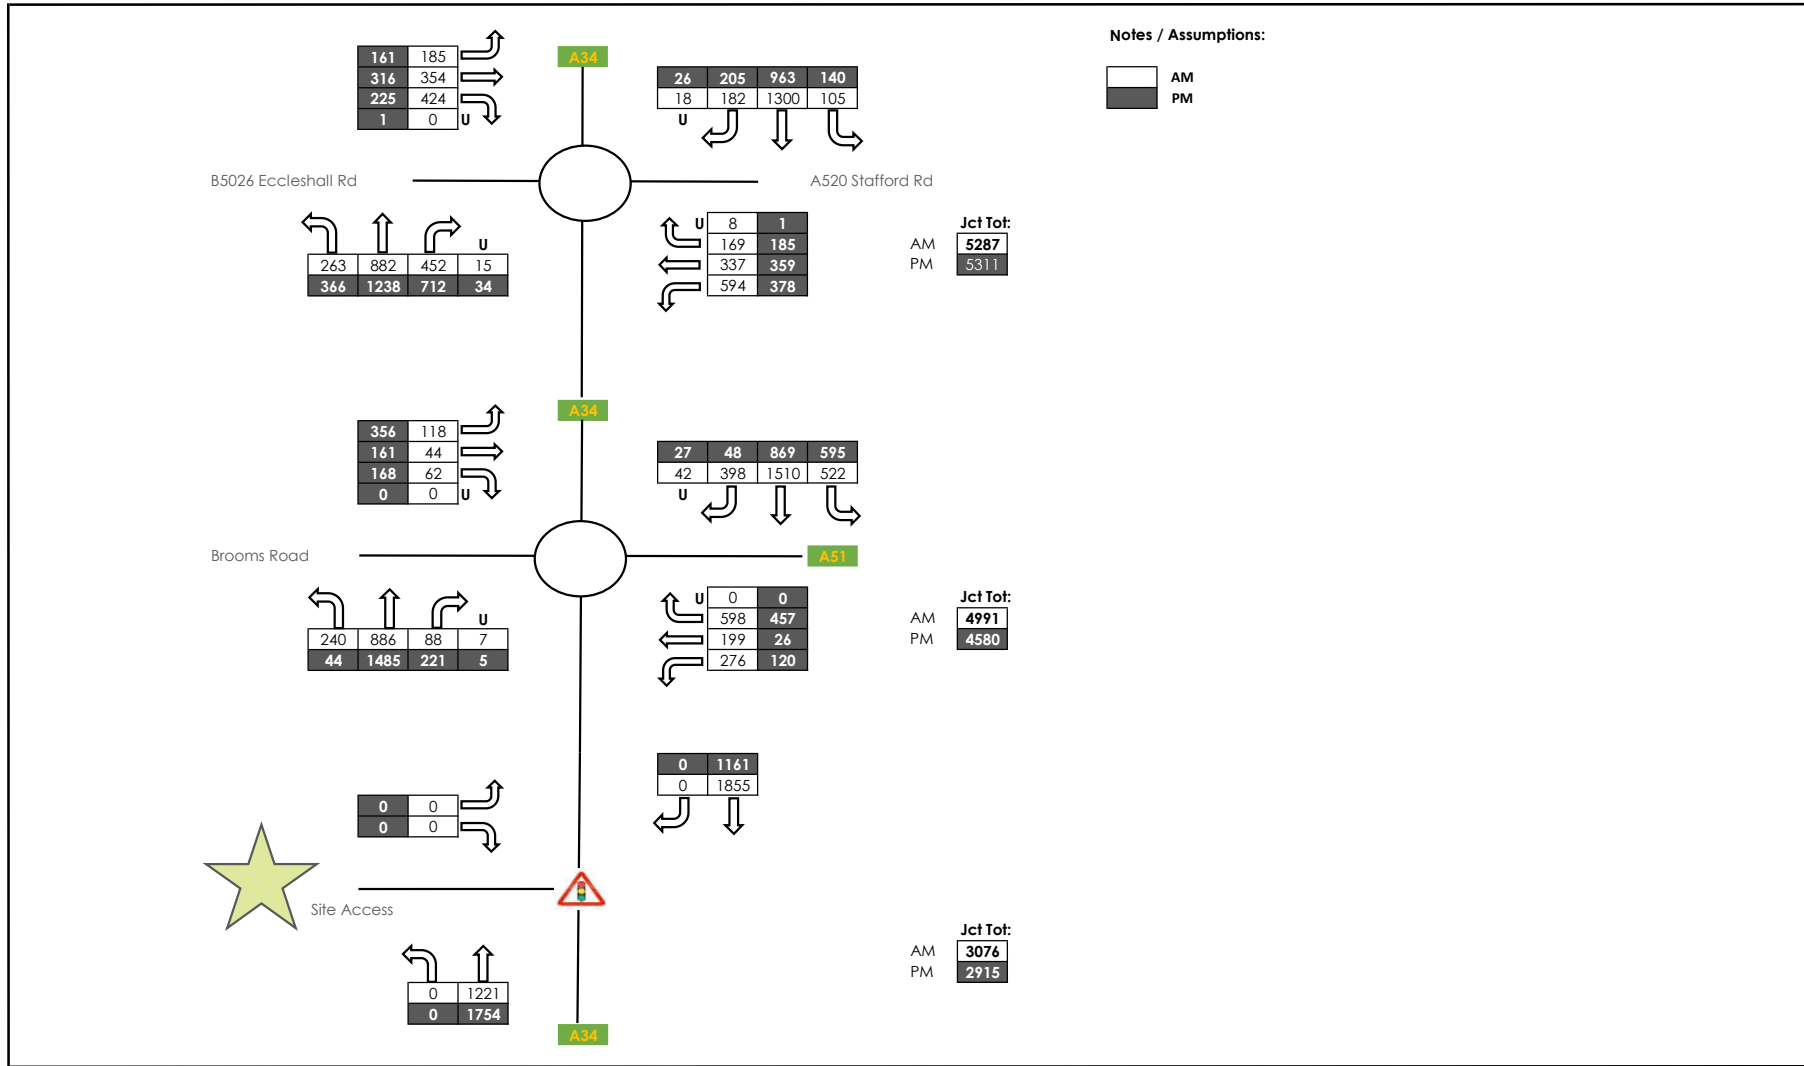 Notes / Assumptions:
AM
PM
A34
161 185
316 354
225 424
1 0 U
26 205 963 140
18 182 1300 105
U
B5026 Eccleshall Rd
A520 Stafford Rd
U
263 882 452 15
366 1238 712 34
U 8 1
169 185
337 359
594 378
Jct Tot:
AM 5287
PM 5311
A34
356 118
161 44
168 62
0 0 U
27 48 869 595
42 398 1510 522
U
Brooms Road
A51
U
240 886 88 7
44 1485 221 5
U 0 0
598 457
199 26
276 120
Jct Tot:
AM 4991
PM 4580
0 1161
0 1855
0 0
0 0
Site Access
0 1221
0 1754
Jct Tot:
AM 3076
PM 2915
A34